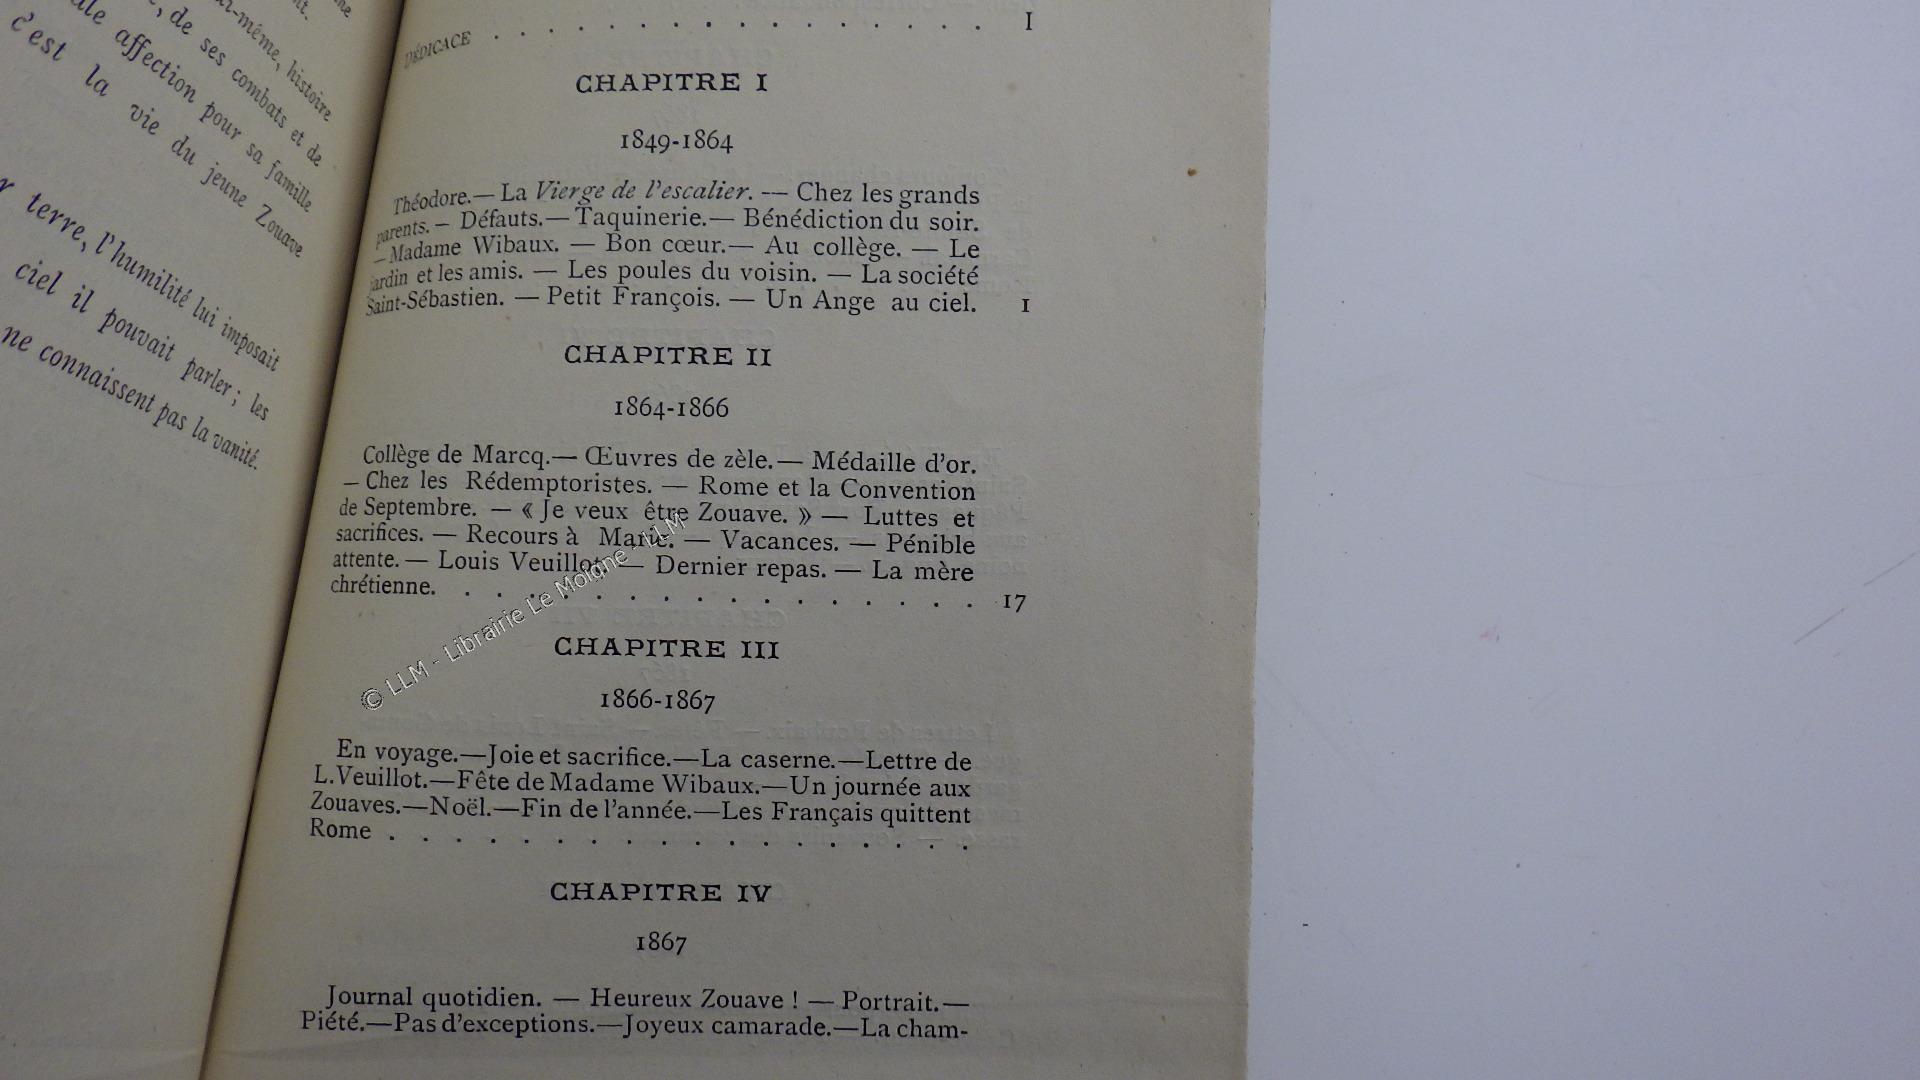 ne
nt.
ui-même, histoire
de ses combats et de
affection pour sa famille
c'est la vie du jeune Zouave
terre, l'humilité lui imposait
ciel il pouvait parler ; les
ne connaissent pas la vanité.
DÉDICACE . . . . . . . . . . . . . . . I
CHAPITRE I
1849-1864
Théodore.— La Vierge de l'escalier. — Chez les grands
parents. — Défauts.— Taquinerie.— Bénédiction du soir.
— Madame Wibaux. — Bon cœur.— Au collège. — Le
jardin et les amis. — Les poules du voisin. — La société
Saint-Sébastien. — Petit François. — Un Ange au ciel. 1
CHAPITRE II
1864-1866
Collège de Marcq.— Œuvres de zèle.— Médaille d'or.
— Chez les Rédemptoristes. — Rome et la Convention
de Septembre. — « Je veux être Zouave. » — Luttes et
sacrifices. — Recours à Marie. — Vacances. — Pénible
attente. — Louis Veuillot. — Dernier repas. — La mère
chrétienne. . . . . . . . . . . . . . . . . 17
© LLM - Librairie Le Moigne - LLM
CHAPITRE III
1866-1867
En voyage.—Joie et sacrifice.—La caserne.—Lettre de
L.Veuillot.—Fête de Madame Wibaux.—Un journée aux
Zouaves.—Noël.—Fin de l'année.—Les Français quittent
Rome . . . . . . . . . . . . . . . . . .
CHAPITRE IV
1867
Journal quotidien. — Heureux Zouave ! — Portrait.—
Piété.—Pas d'exceptions.—Joyeux camarade.—La cham-